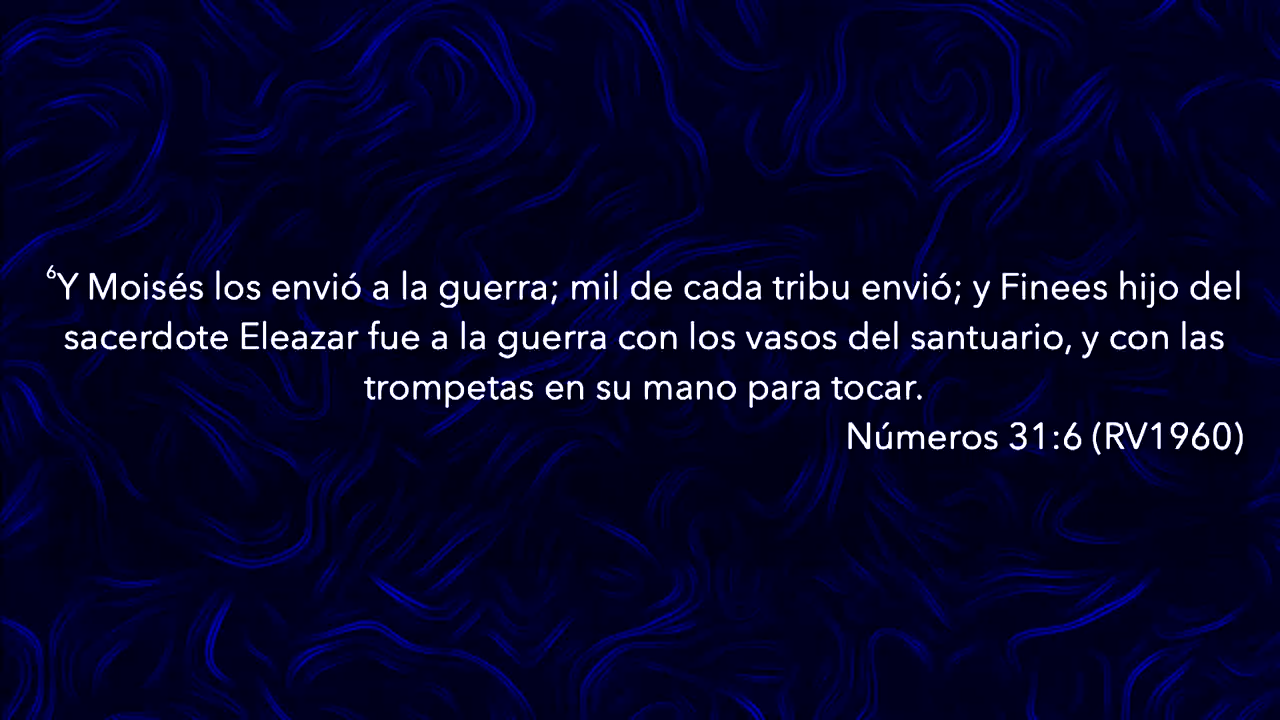 ⁶Y Moisés los envió a la guerra; mil de cada tribu envió; y Finees hijo del
sacerdote Eleazar fue a la guerra con los vasos del santuario, y con las
trompetas en su mano para tocar.
Números 31:6 (RV1960)